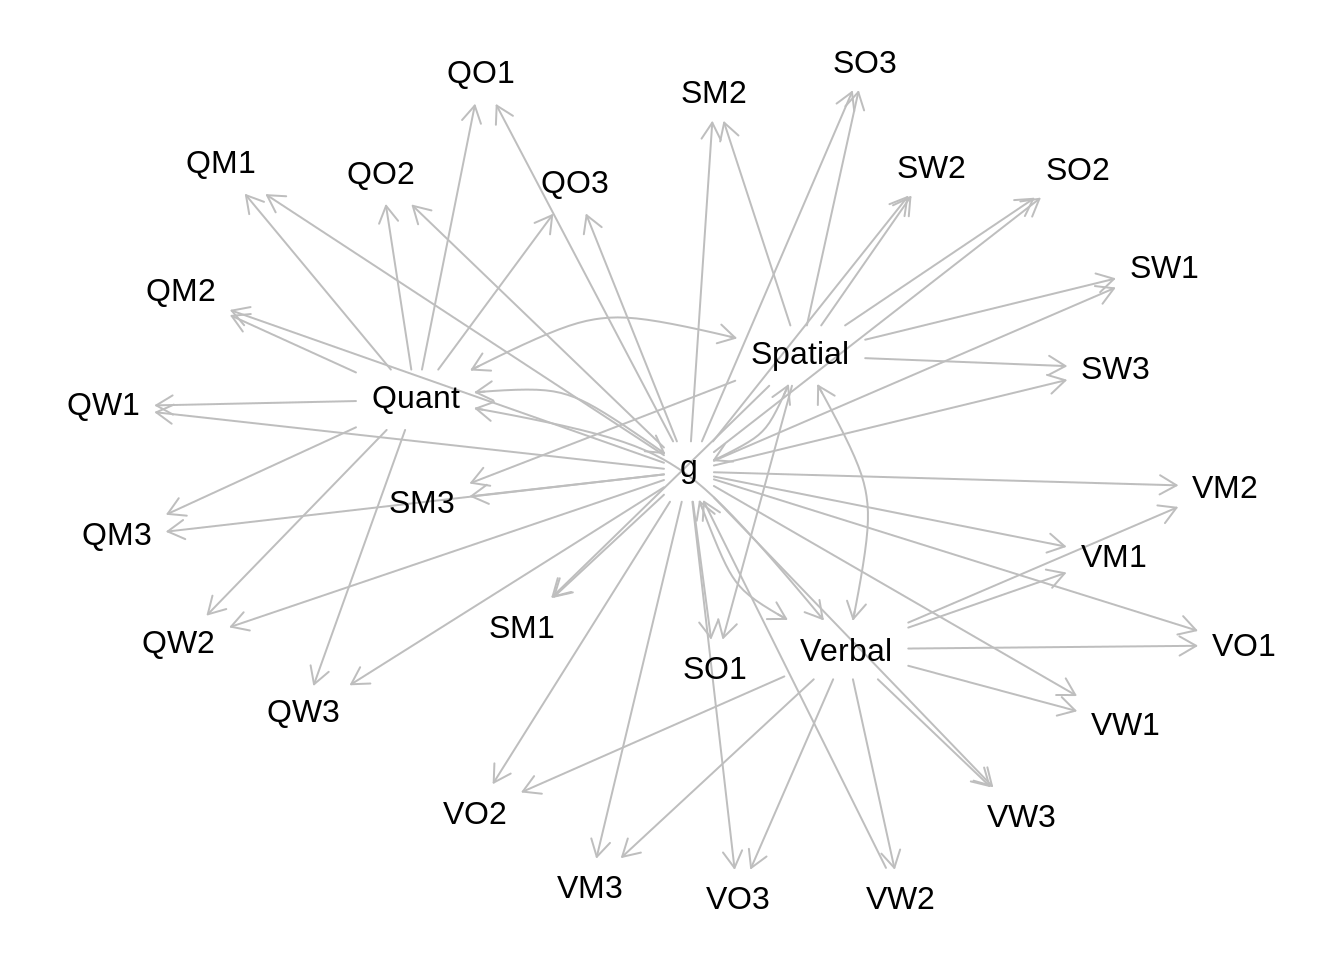 SO3
QO1
SM2
QM1
QO2
QO3
SW2
SO2
SW1
QM2
Spatial
SW3
Quant
QW1
g
VM2
SM3
QM3
VM1
SM1
QW2
VO1
Verbal
SO1
QW3
VW1
VO2
VW3
VM3
VO3
VW2